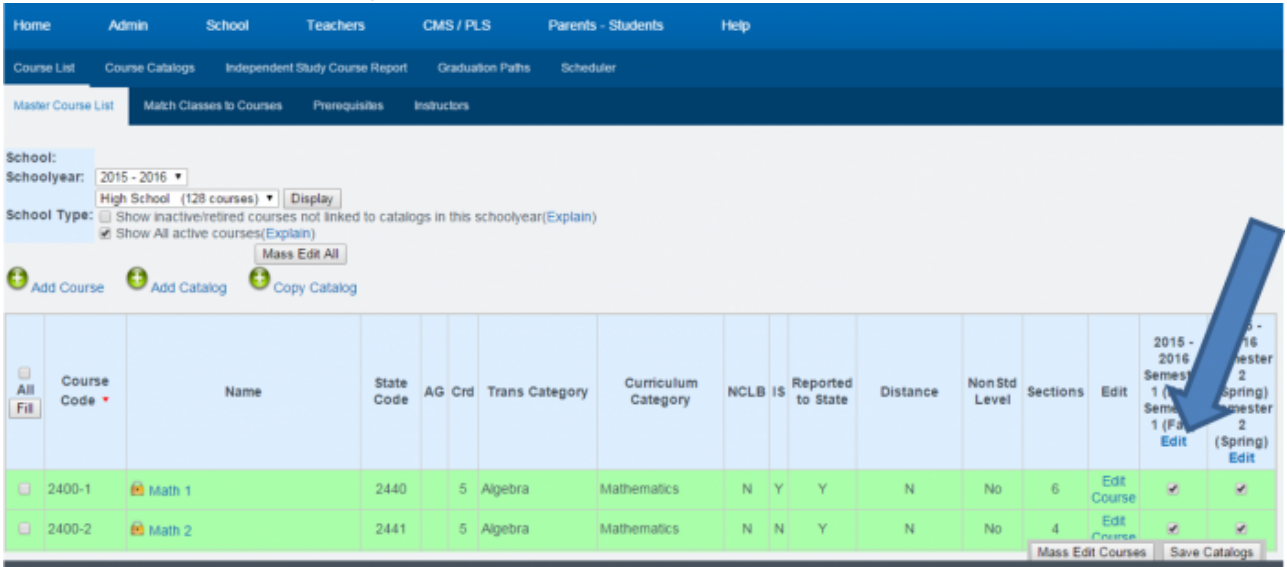 Home Admin School Teachers CMS / PLS Parents - Students Help
Course List Course Catalogs Independent Study Course Report Graduation Paths Scheduler
Master Course List Match Classes to Courses Prerequisites Instructors
School:
Schoolyear: 2015 - 2016
High School (128 courses) Display
School Type: Show inactive/retired courses not linked to catalogs in this schoolyear(Explain)
Show All active courses(Explain)
Mass Edit All
Add Course Add Catalog Copy Catalog
All
Fill
Course
Code
Name
State
Code
AG
Crd
Trans Category
Curriculum
Category
NCLB
IS
Reported
to State
Distance
Non Std
Level
Sections
Edit
2015 -
2016
1
1
Edit
2
(Spring)
2
(Spring)
Edit
2400-1 Math 1 2440 5 Algebra Mathematics N Y Y N No 6 Edit
Course
2400-2 Math 2 2441 5 Algebra Mathematics N N Y N No 4 Edit
Course
Mass Edit Courses Save Catalogs